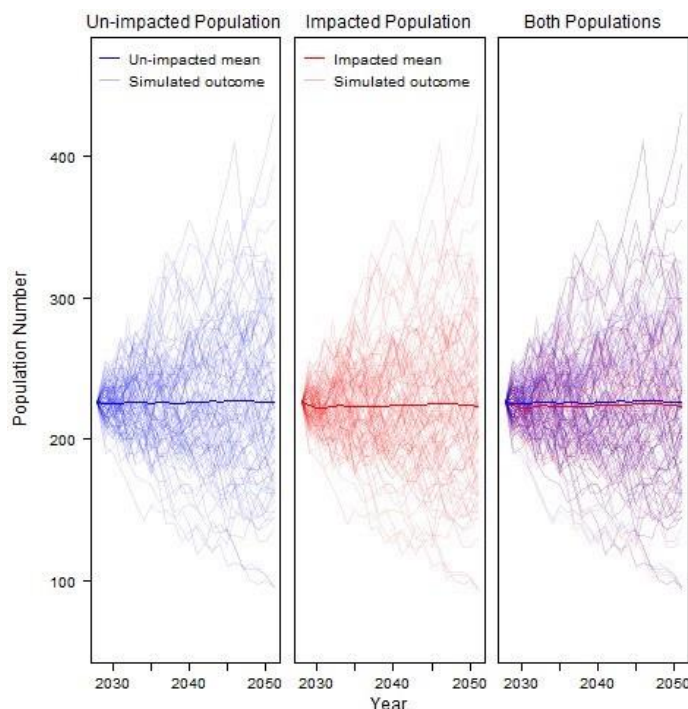 Un-impacted Population
Impacted Population
Both Populations
Un-impacted mean
Simulated outcome
Impacted mean
Simulated outcome
Population Number
400
300
200
100
2030 2040 2050
2030 2040 2050
2030 2040 2050
Year